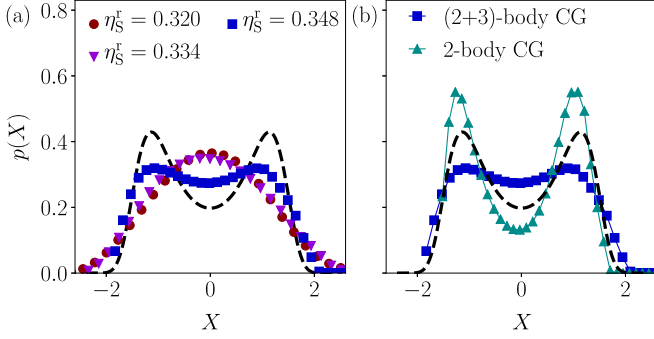 (a)
η_S^r = 0.320
η_S^r = 0.348
η_S^r = 0.334
(b)
(2+3)-body CG
2-body CG
p(X)
0.8
0.6
0.4
0.2
0.0
−2
0
2
X
−2
0
2
X